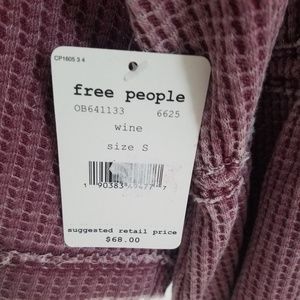 CP1605 3 4
free people
OB641133 6625
wine
size S
suggested retail price
$68.00